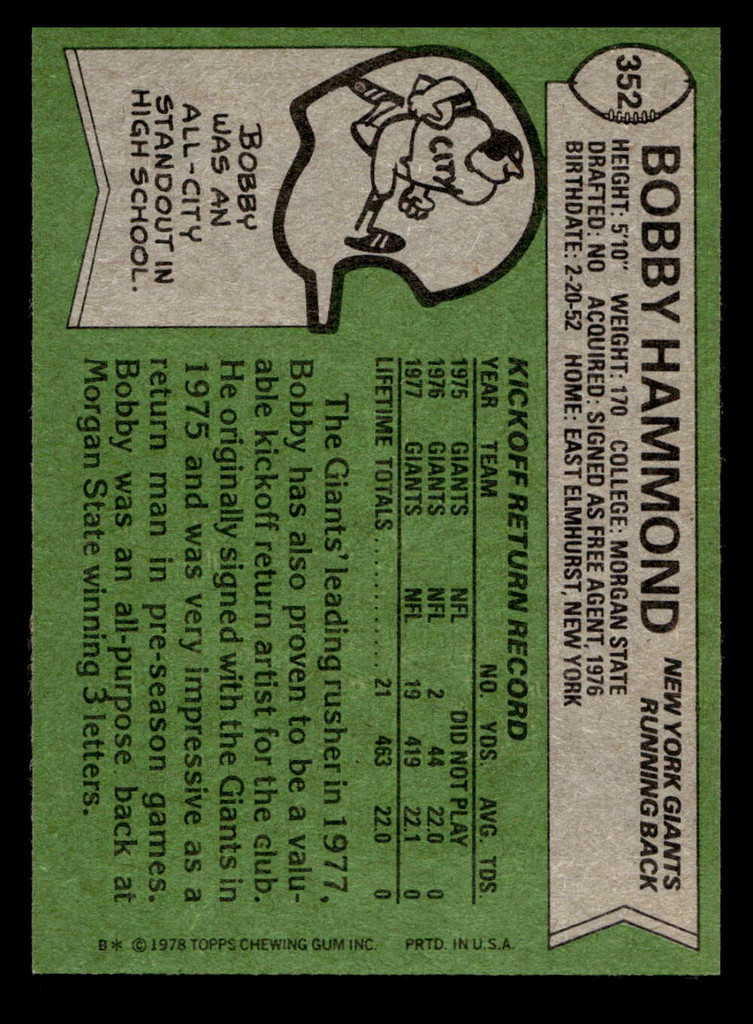 352
BOBBY HAMMOND
NEW YORK GIANTS
RUNNING BACK
HEIGHT: 5'10" WEIGHT: 170 COLLEGE: MORGAN STATE
DRAFTED: NO ACQUIRED: SIGNED AS FREE AGENT, 1976
BIRTHDATE: 2-20-52 HOME: EAST ELMHURST, NEW YORK
CITY
BOBBY
WAS AN
ALL-CITY
STANDOUT IN
HIGH SCHOOL.
KICKOFF RETURN RECORD
YEAR TEAM NO. YDS. AVG. TDS.
1975 GIANTS NFL DID NOT PLAY
1976 GIANTS NFL 2 44 22.0 0
1977 GIANTS NFL 19 419 22.1 0
LIFETIME TOTALS........... 21 463 22.0 0
The Giants' leading rusher in 1977,
Bobby has also proven to be a valu-
able kickoff return artist for the club.
He originally signed with the Giants in
1975 and was very impressive as a
return man in pre-season games.
Bobby was an all-purpose back at
Morgan State winning 3 letters.
B* © 1978 TOPPS CHEWING GUM INC. PRTD. IN U.S.A.